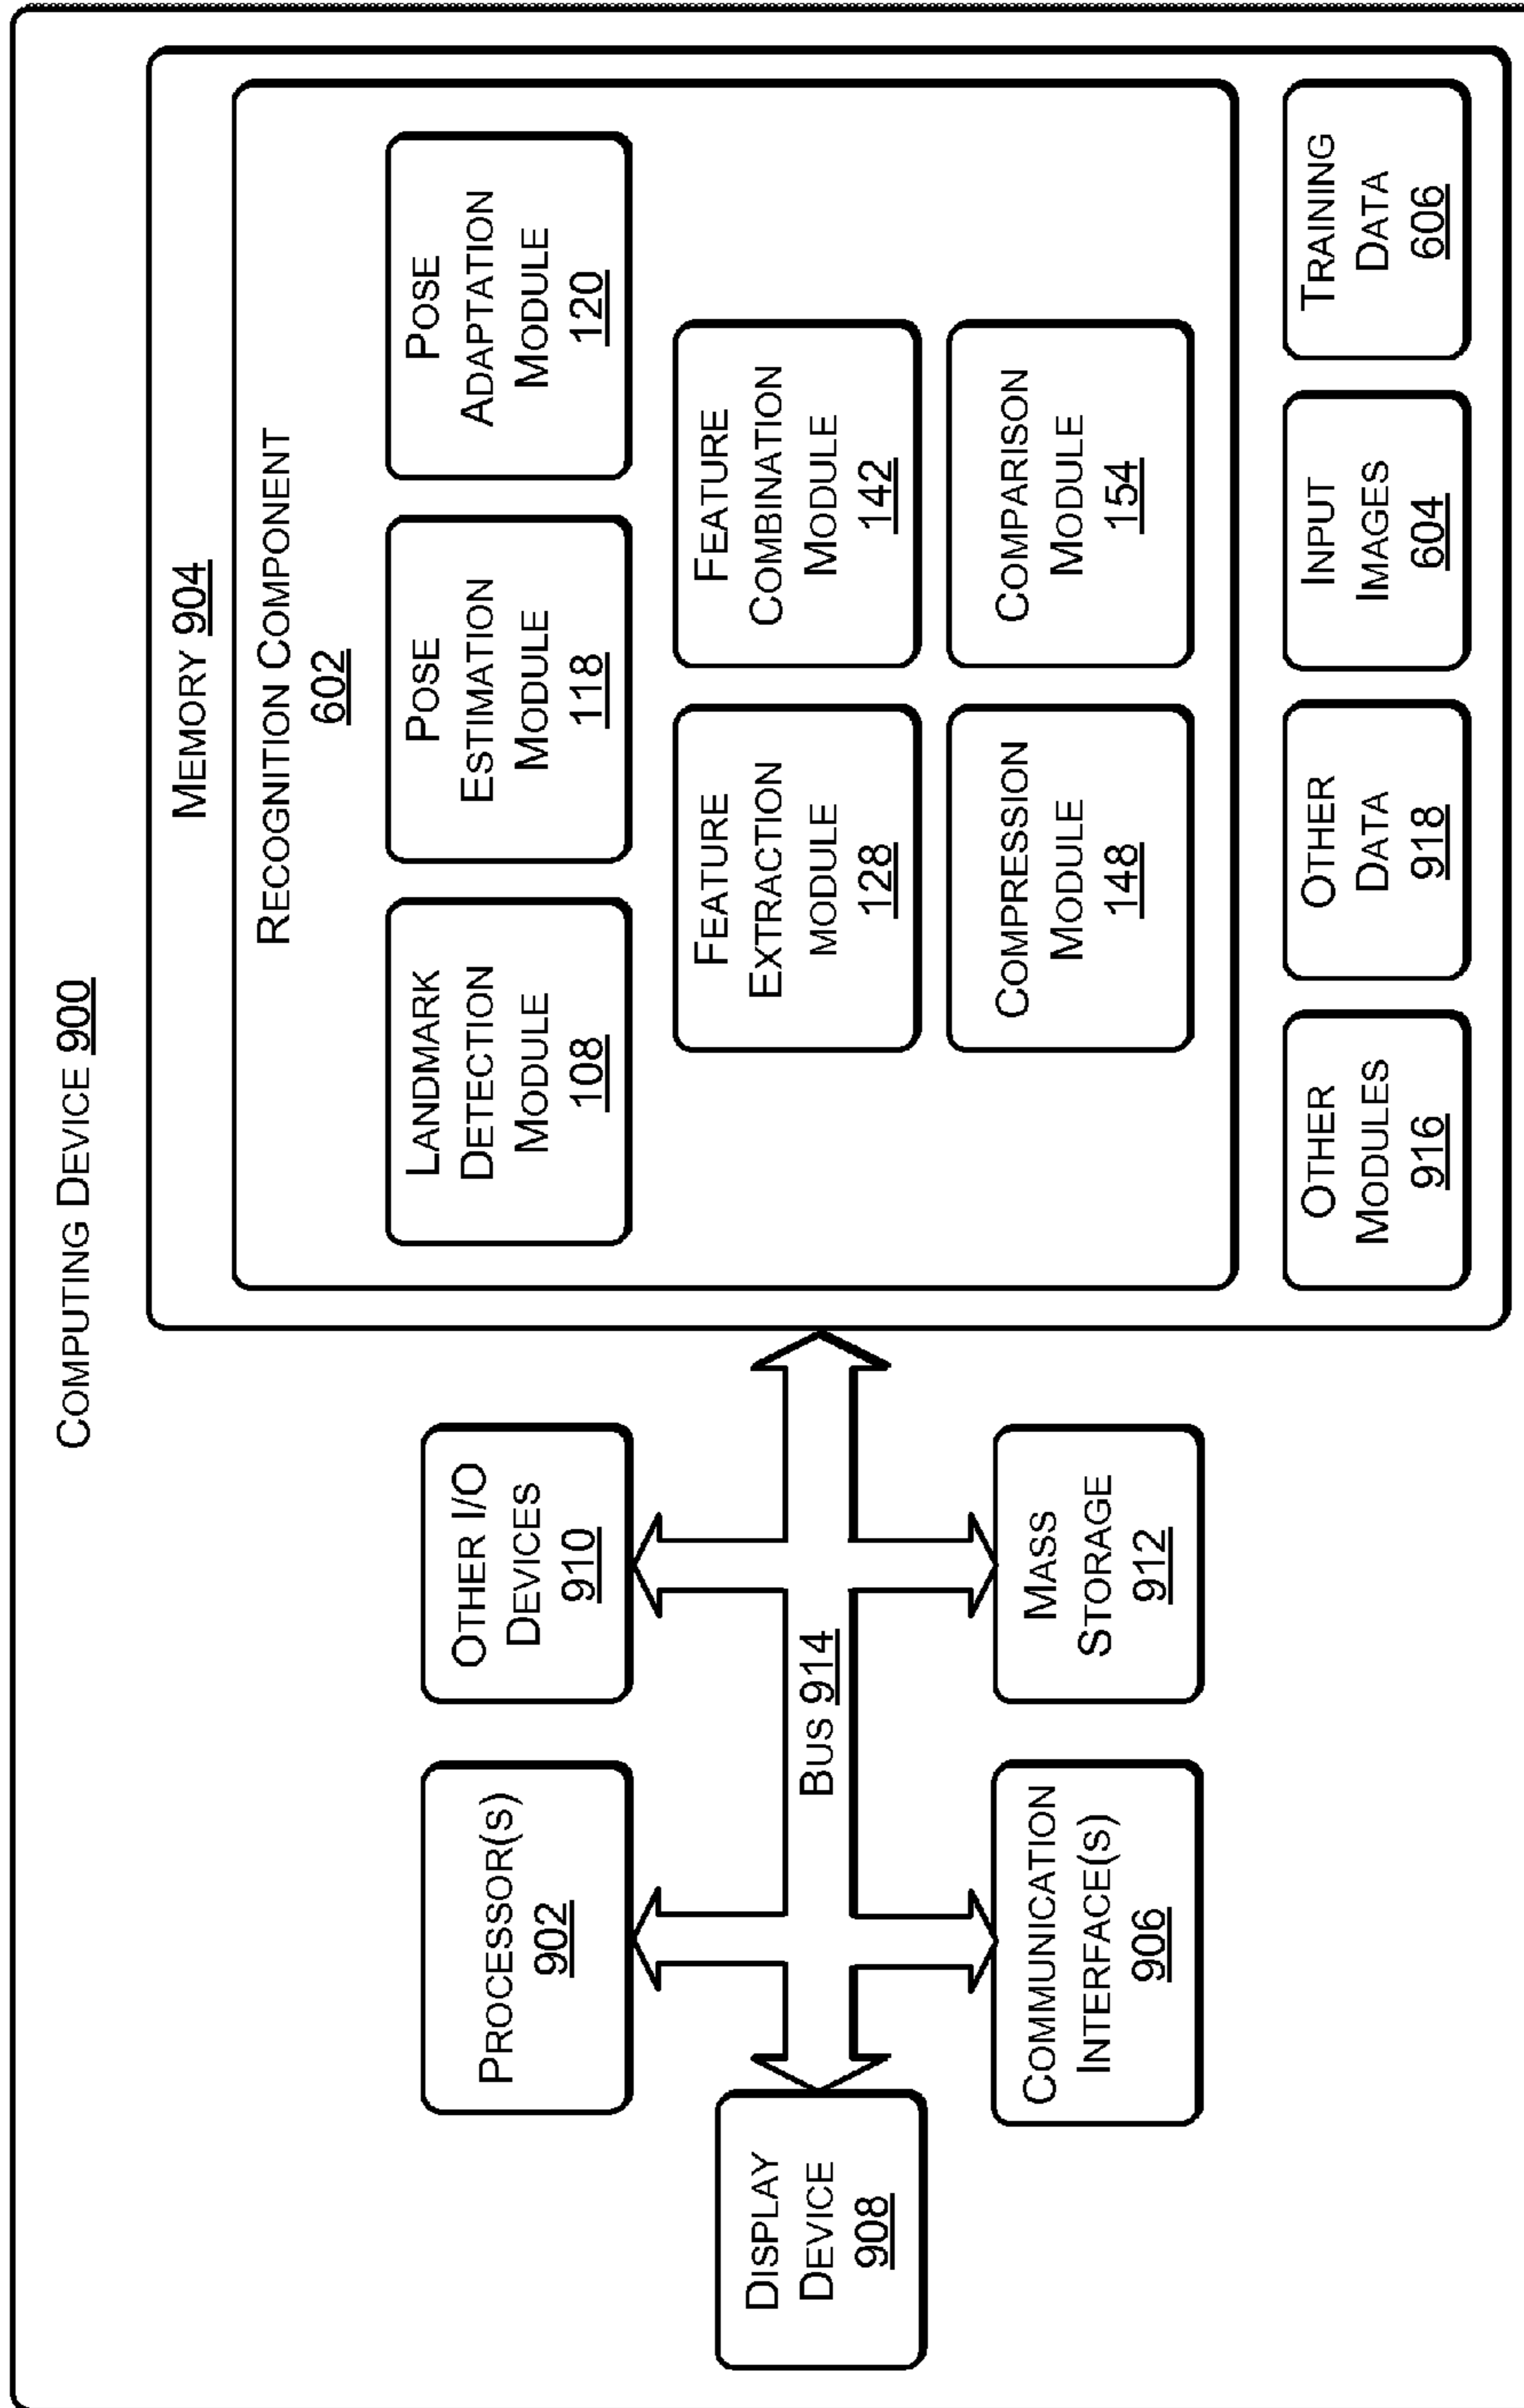 COMPUTING DEVICE 900
PROCESSOR(S)
902
OTHER I/O
DEVICES
910
DISPLAY
DEVICE
908
BUS 914
COMMUNICATION
INTERFACE(S)
906
MASS
STORAGE
912
MEMORY 904
RECOGNITION COMPONENT
602
LANDMARK
DETECTION
MODULE
108
POSE
ESTIMATION
MODULE
118
POSE
ADAPTATION
MODULE
120
FEATURE
EXTRACTION
MODULE
128
FEATURE
COMBINATION
MODULE
142
COMPRESSION
MODULE
148
COMPARISON
MODULE
154
OTHER
MODULES
916
OTHER
DATA
918
INPUT
IMAGES
604
TRAINING
DATA
606